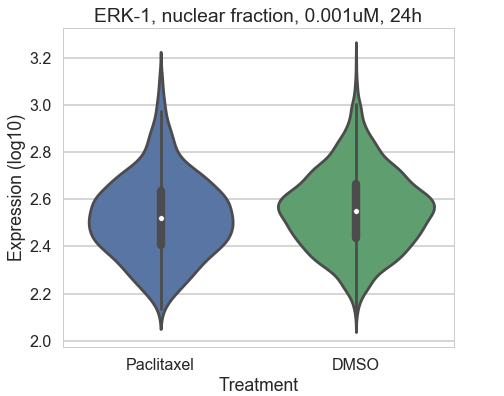 ERK-1, nuclear fraction, 0.001uM, 24h
Expression (log10)
3.2
3.0
2.8
2.6
2.4
2.2
2.0
Paclitaxel DMSO
Treatment